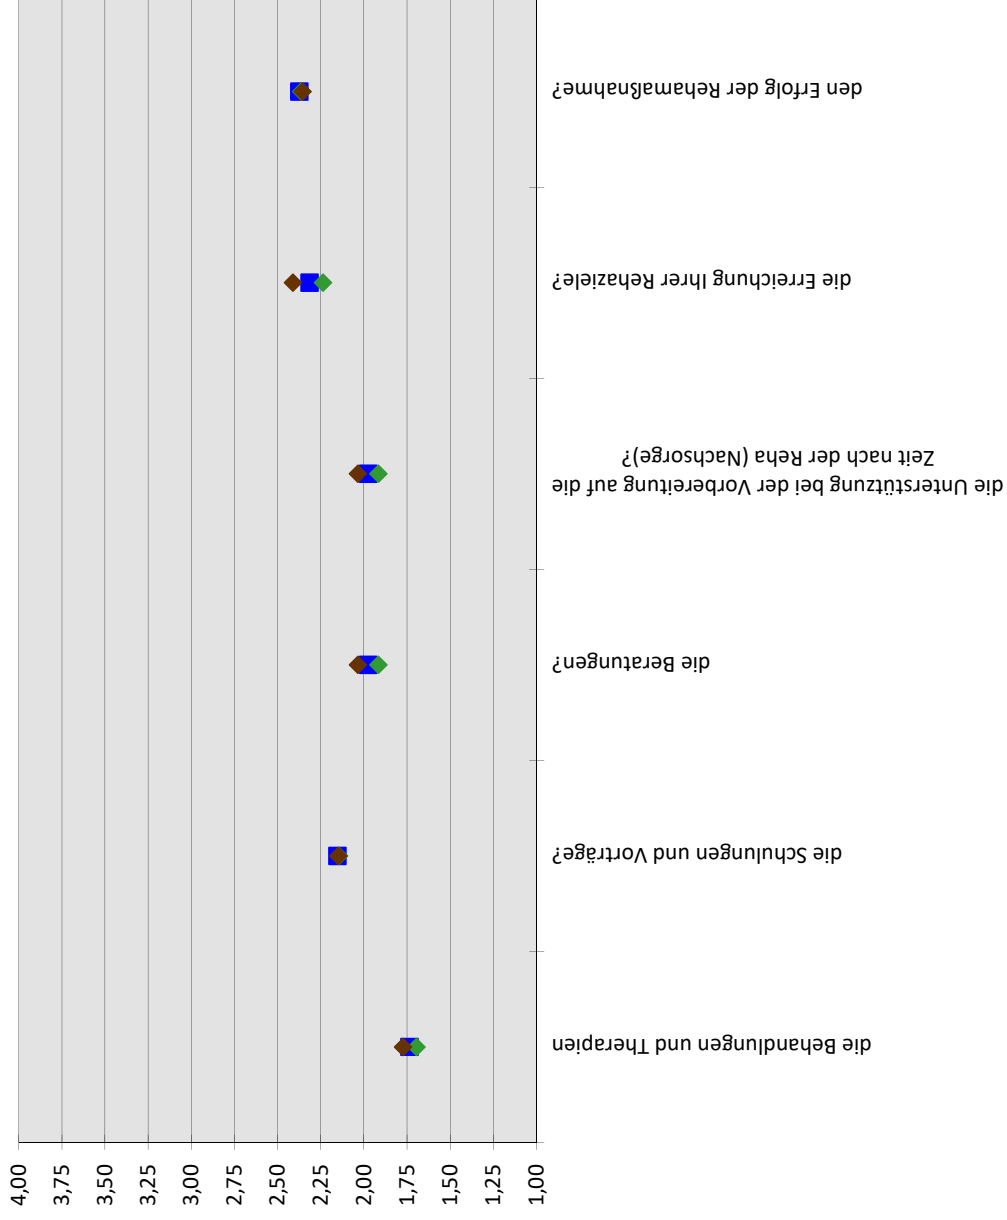 den Erfolg der Rehamaßnahme?
die Erreichung Ihrer Rehaziele?
die Unterstützung bei der Vorbereitung auf die
Zeit nach der Reha (Nachsorge)?
die Beratungen?
die Schulungen und Vorträge?
die Behandlungen und Therapien
4,00
3,75
3,50
3,25
3,00
2,75
2,50
2,25
2,00
1,75
1,50
1,25
1,00